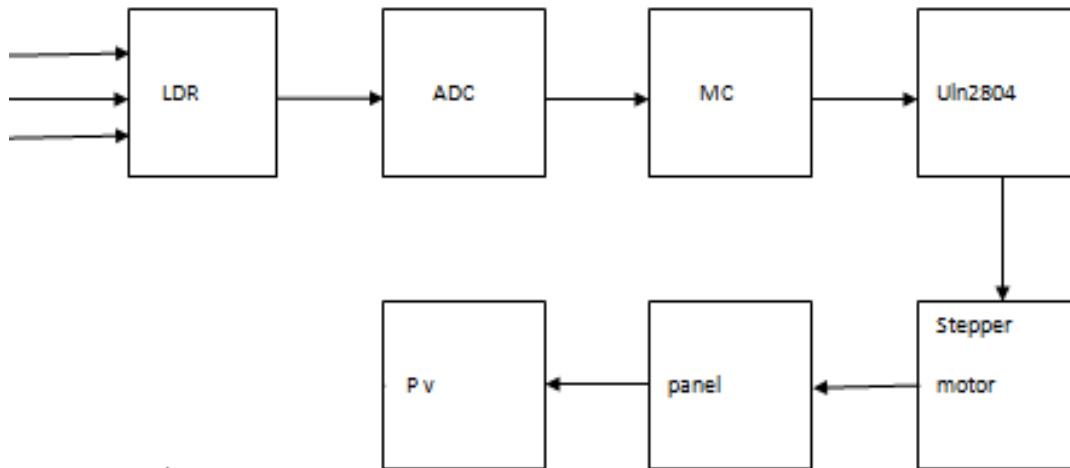 LDR
ADC
MC
Uln2804
Stepper
motor
panel
P v